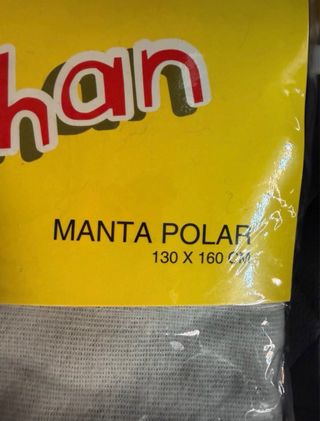 han
MANTA POLAR
130 X 160 CM